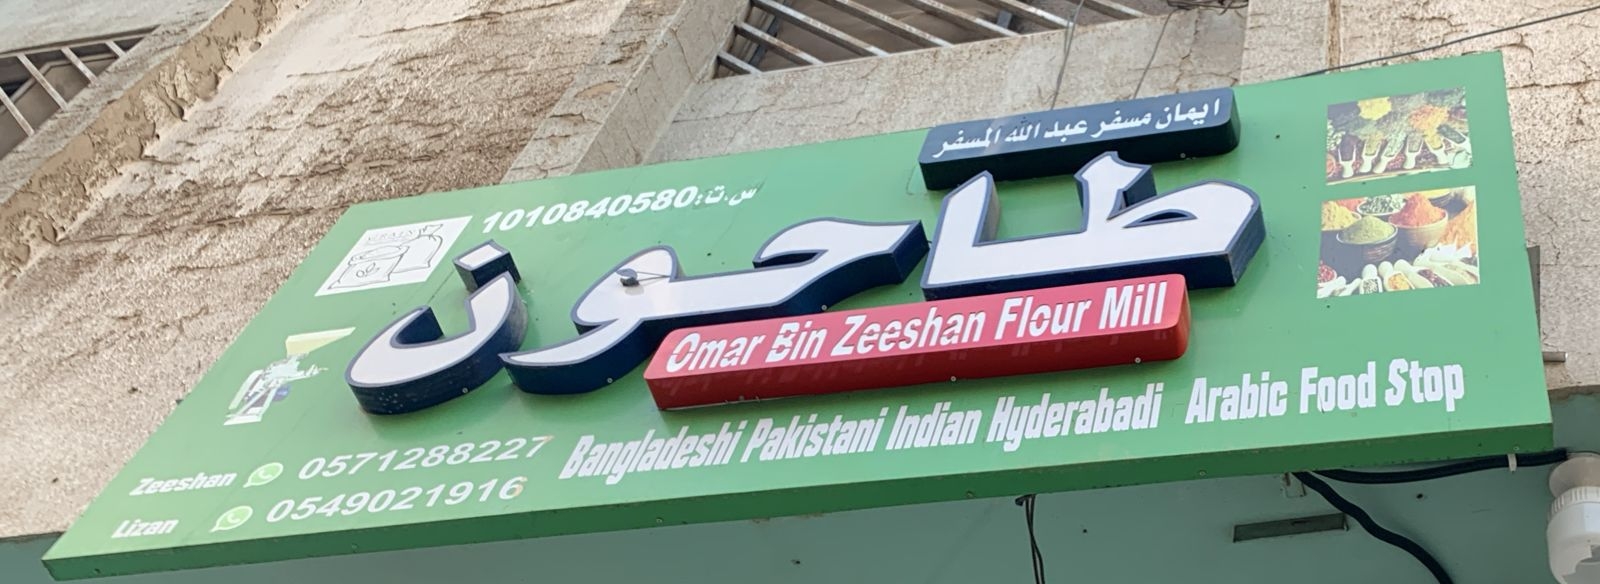 ايمان مسفر عبد الله المسفر
س.ت: 1010840580
طاحون
Omar Bin Zeeshan Flour Mill
Bangladeshi Pakistani Indian Hyderabadi Arabic Food Stop
Zeeshan 0571288227
Lizan 0549021916